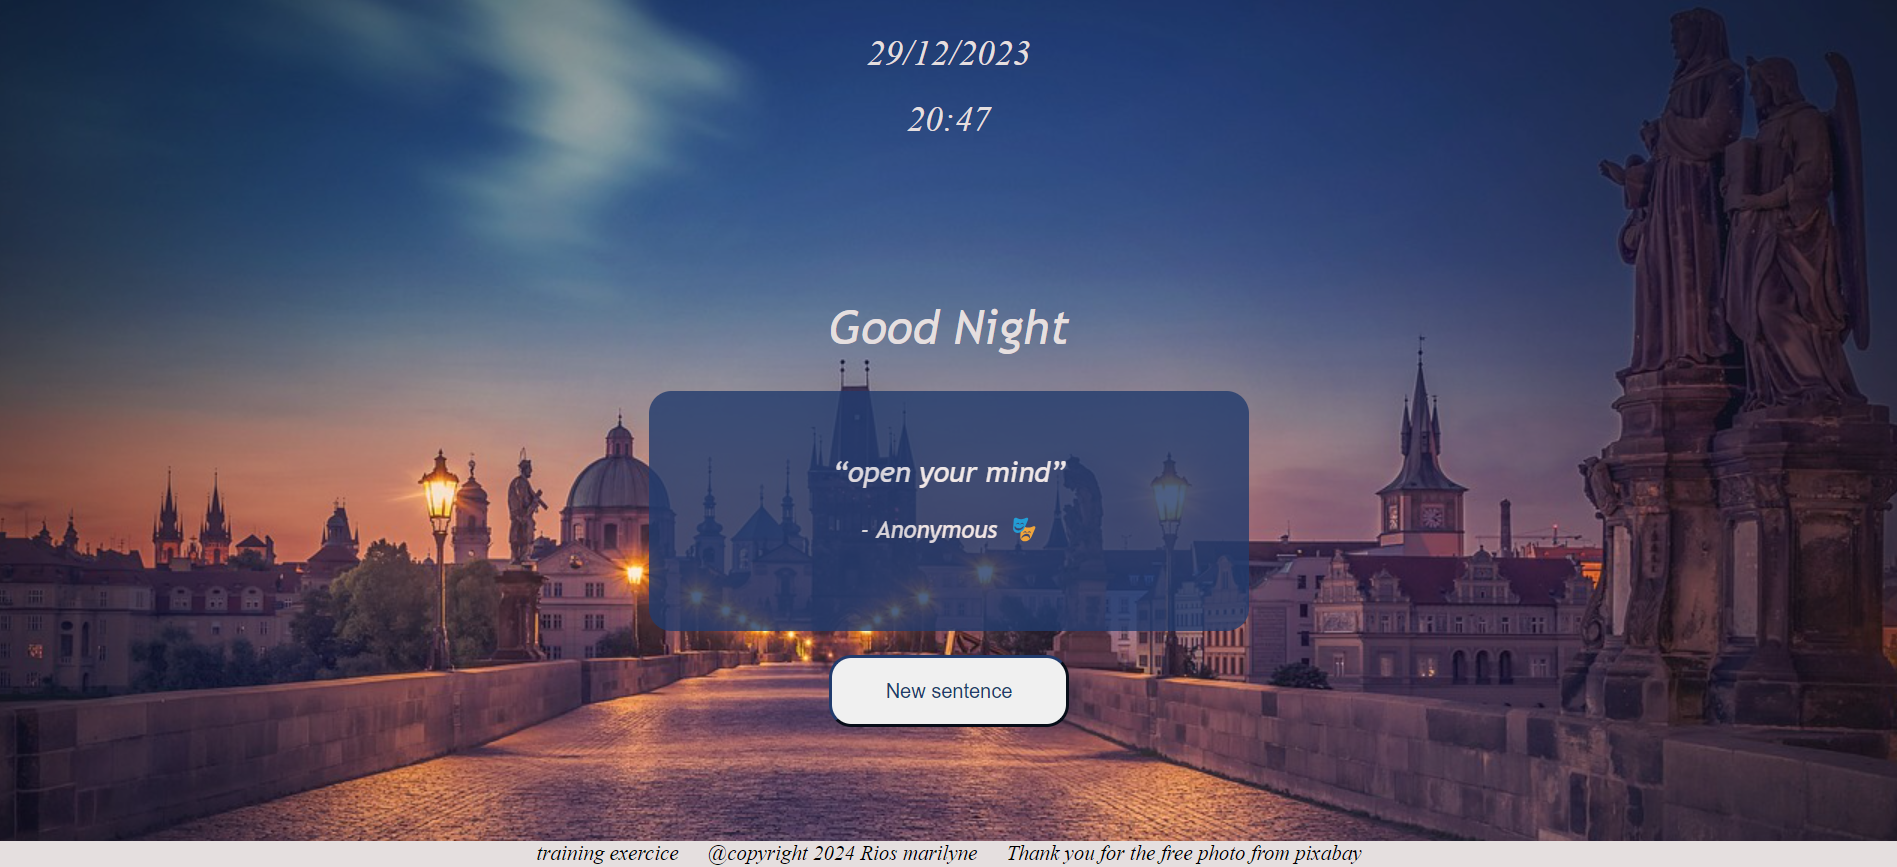 29/12/2023
20:47
Good Night
“open your mind”
- Anonymous 🎭
New sentence
training exercice @copyright 2024 Rios marilyne Thank you for the free photo from pixabay